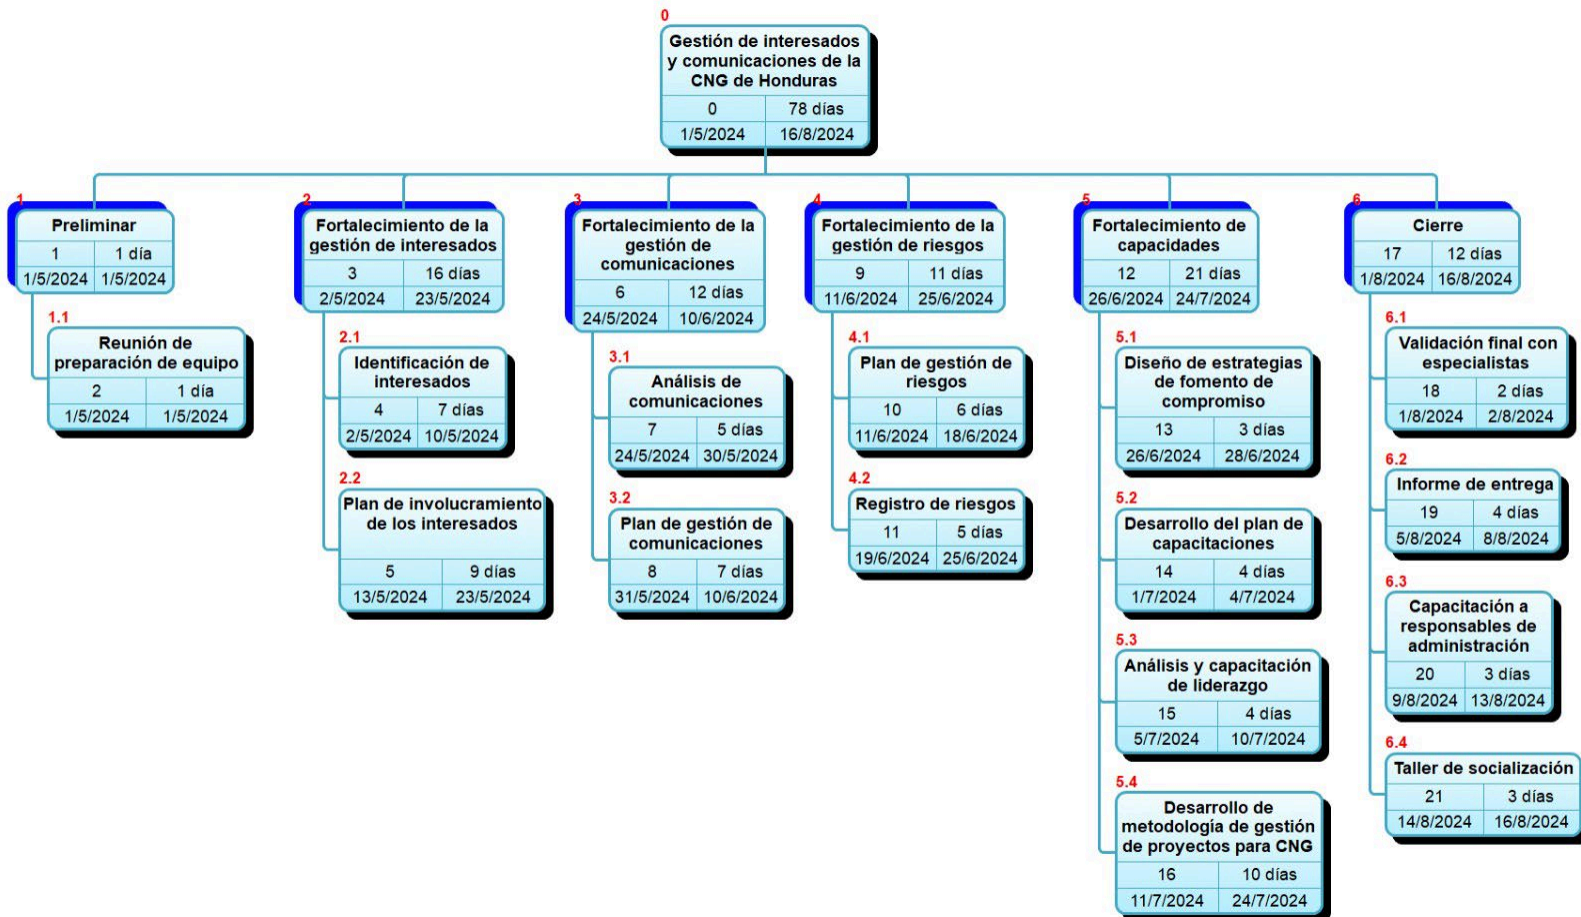 0
Gestión de interesados
y comunicaciones de la
CNG de Honduras
0 78 días
1/5/2024 16/8/2024
1
Preliminar
1 1 día
1/5/2024 1/5/2024
1.1
Reunión de
preparación de equipo
2 1 día
1/5/2024 1/5/2024
2
Fortalecimiento de la
gestión de interesados
3 16 días
2/5/2024 23/5/2024
2.1
Identificación de
interesados
4 7 días
2/5/2024 10/5/2024
2.2
Plan de involucramiento
de los interesados
5 9 días
13/5/2024 23/5/2024
3
Fortalecimiento de la
gestión de
comunicaciones
6 12 días
24/5/2024 10/6/2024
3.1
Análisis de
comunicaciones
7 5 días
24/5/2024 30/5/2024
3.2
Plan de gestión de
comunicaciones
8 7 días
31/5/2024 10/6/2024
4
Fortalecimiento de la
gestión de riesgos
9 11 días
11/6/2024 25/6/2024
4.1
Plan de gestión de
riesgos
10 6 días
11/6/2024 18/6/2024
4.2
Registro de riesgos
11 5 días
19/6/2024 25/6/2024
5
Fortalecimiento de
capacidades
12 21 días
26/6/2024 24/7/2024
5.1
Diseño de estrategias
de fomento de
compromiso
13 3 días
26/6/2024 28/6/2024
5.2
Desarrollo del plan de
capacitaciones
14 4 días
1/7/2024 4/7/2024
5.3
Análisis y capacitación
de liderazgo
15 4 días
5/7/2024 10/7/2024
5.4
Desarrollo de
metodología de gestión
de proyectos para CNG
16 10 días
11/7/2024 24/7/2024
6
Cierre
17 12 días
1/8/2024 16/8/2024
6.1
Validación final con
especialistas
18 2 días
1/8/2024 2/8/2024
6.2
Informe de entrega
19 4 días
5/8/2024 8/8/2024
6.3
Capacitación a
responsables de
administración
20 3 días
9/8/2024 13/8/2024
6.4
Taller de socialización
21 3 días
14/8/2024 16/8/2024